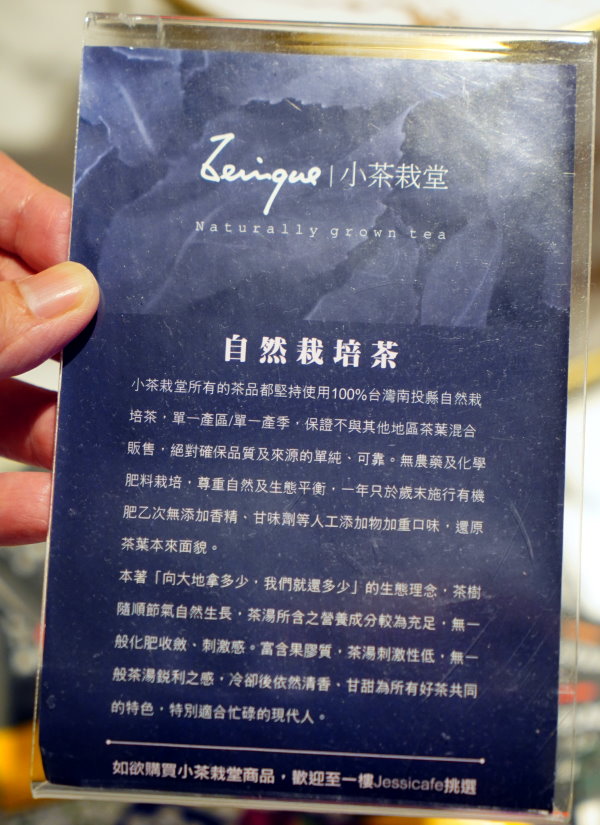 Zenique | 小茶栽堂
Naturally grown tea
自然栽培茶
小茶栽堂所有的茶品都堅持使用100%台灣南投縣自然栽
培茶，單一產區/單一產季，保證不與其他地區茶葉混合
販售，絕對確保品質及來源的單純、可靠。無農藥及化學
肥料栽培，尊重自然及生態平衡，一年只於歲末施行有機
肥乙次無添加香精、甘味劑等人工添加物加重口味，還原
茶葉本來面貌。
本著「向大地拿多少，我們就還多少」的生態理念，茶樹
隨順節氣自然生長，茶湯所含之營養成分較為充足，無一
般化肥收斂、刺激感。富含果膠質，茶湯刺激性低，無一
般茶湯銳利之感，冷卻後依然清香、甘甜為所有好茶共同
的特色，特別適合忙碌的現代人。
如欲購買小茶栽堂商品，歡迎至一樓Jessicafe挑選